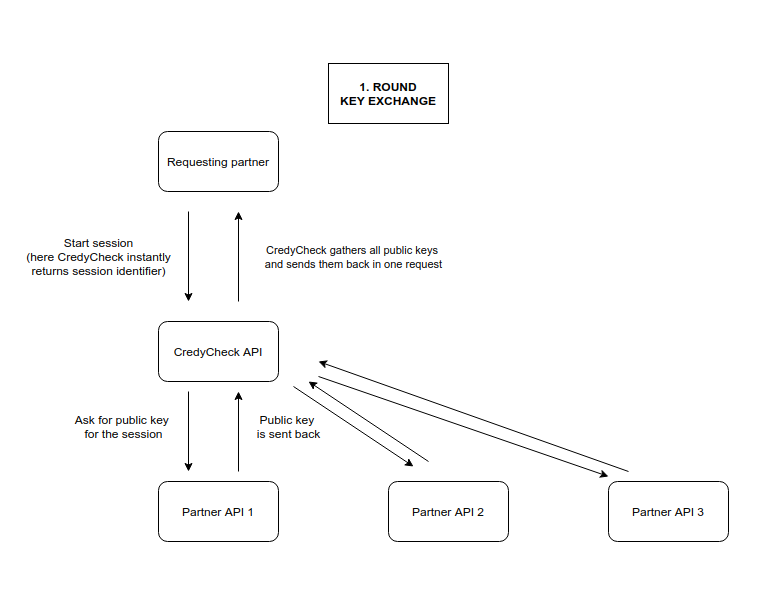 1. ROUND
KEY EXCHANGE
Requesting partner
Start session
(here CredyCheck instantly
returns session identifier)
CredyCheck gathers all public keys
and sends them back in one request
CredyCheck API
Ask for public key
for the session
Public key
is sent back
Partner API 1
Partner API 2
Partner API 3